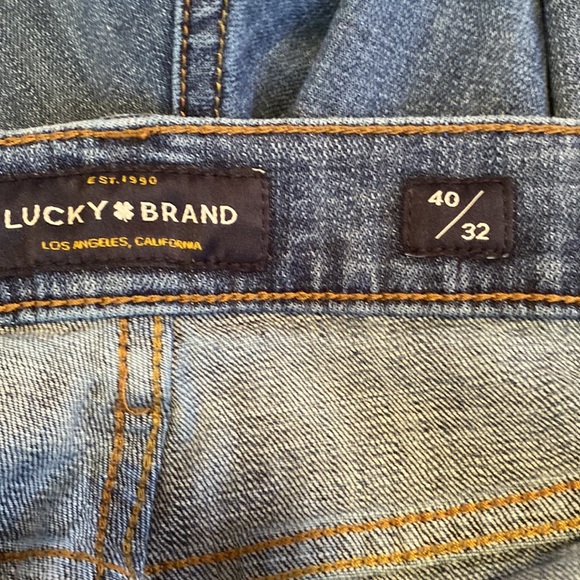 EST. 1990
LUCKY BRAND
LOS ANGELES, CALIFORNIA
40/32